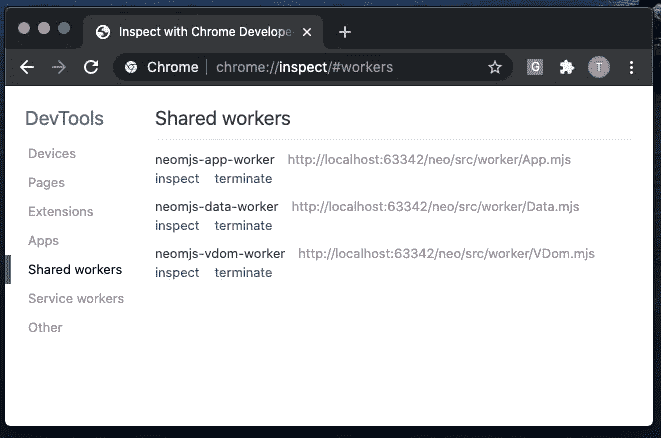 Inspect with Chrome Develope
Chrome chrome://inspect/#workers
G
T
DevTools
Devices
Pages
Extensions
Apps
Shared workers
Service workers
Other
Shared workers
neomjs-app-worker http://localhost:63342/neo/src/worker/App.mjs
inspect terminate
neomjs-data-worker http://localhost:63342/neo/src/worker/Data.mjs
inspect terminate
neomjs-vdom-worker http://localhost:63342/neo/src/worker/VDom.mjs
inspect terminate